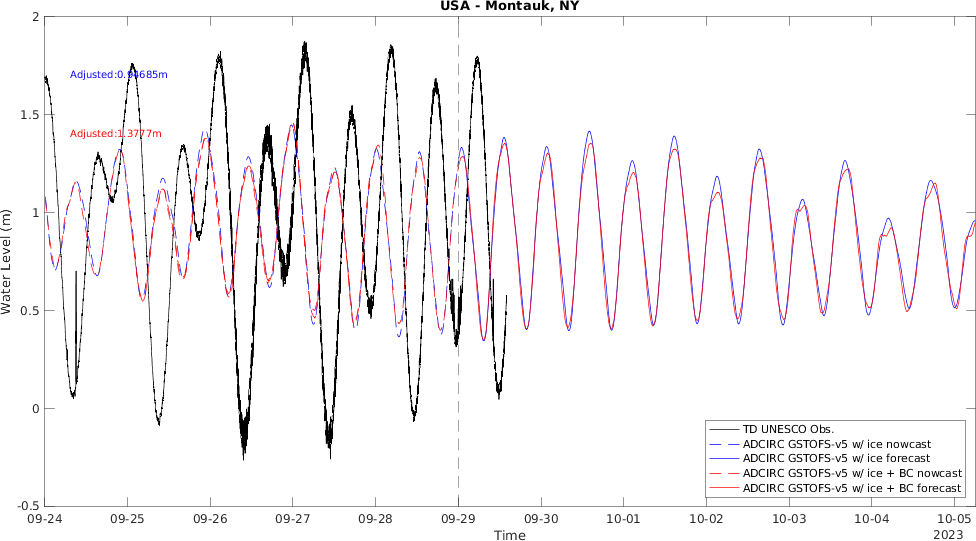 USA - Montauk, NY
Adjusted:0.94685m
Adjusted:1.3777m
Water Level (m)
2
1.5
1
0.5
0
-0.5
TD UNESCO Obs.
ADCIRC GSTOFS-v5 w/ ice nowcast
ADCIRC GSTOFS-v5 w/ ice forecast
ADCIRC GSTOFS-v5 w/ ice + BC nowcast
ADCIRC GSTOFS-v5 w/ ice + BC forecast
09-24 09-25 09-26 09-27 09-28 09-29 09-30 10-01 10-02 10-03 10-04 10-05
Time
2023